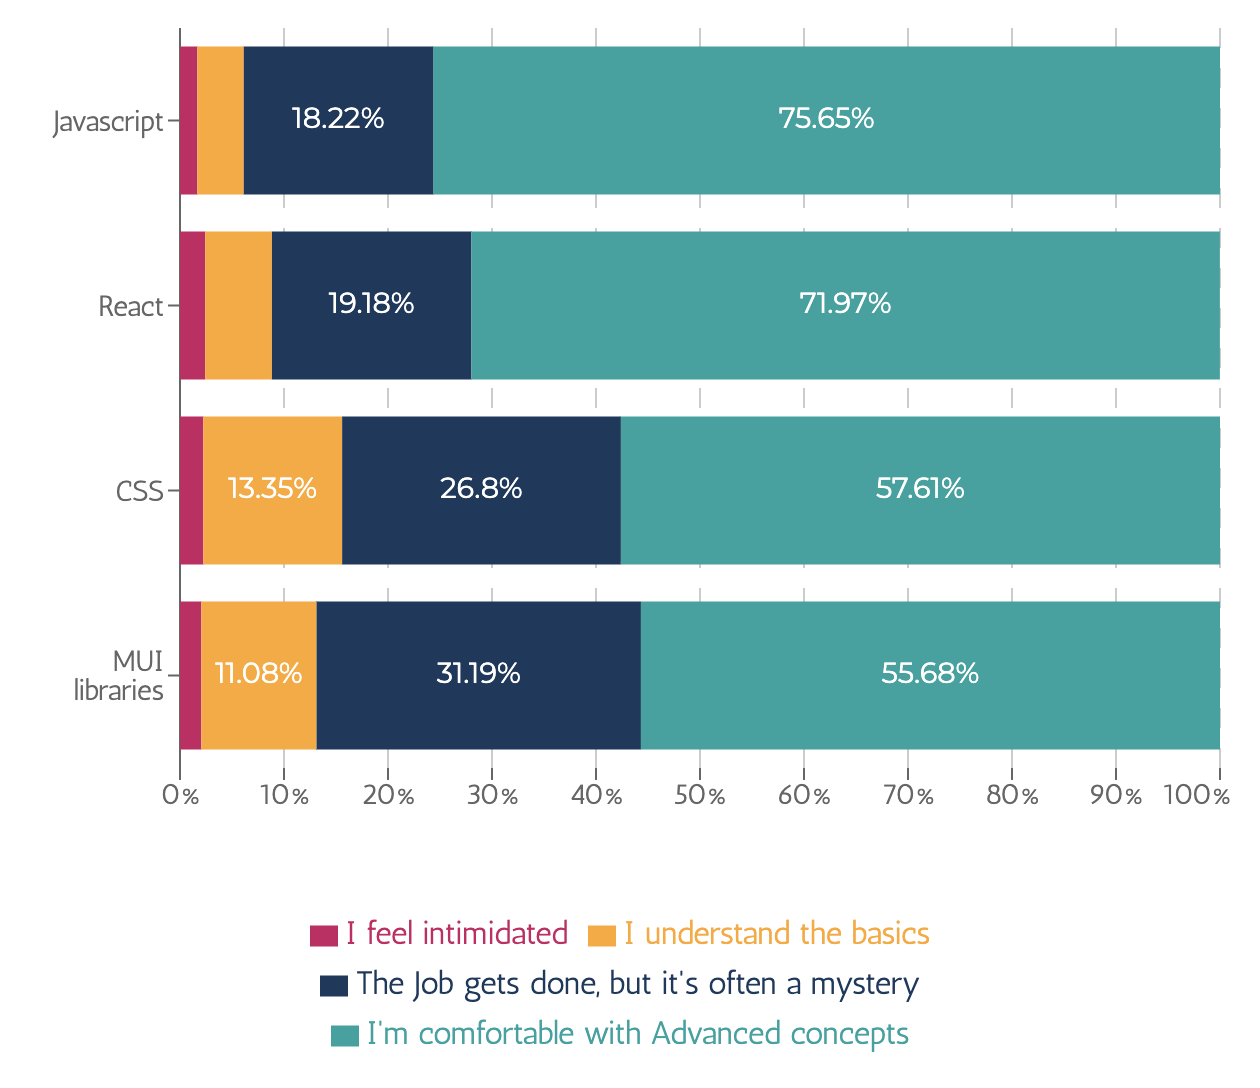 Javascript
18.22%
75.65%
React
19.18%
71.97%
CSS
13.35%
26.8%
57.61%
MUI
libraries
11.08%
31.19%
55.68%
0% 10% 20% 30% 40% 50% 60% 70% 80% 90% 100%
I feel intimidated
I understand the basics
The Job gets done, but it's often a mystery
I'm comfortable with Advanced concepts